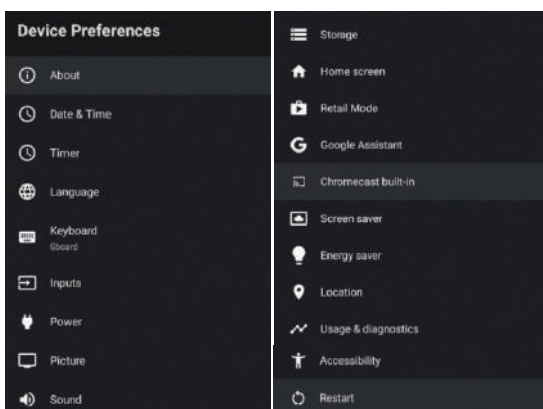 Device Preferences
About
Date & Time
Timer
Language
Keyboard
Gboard
Inputs
Power
Picture
Sound
Storage
Home screen
Retail Mode
Google Assistant
Chromecast built-in
Screen saver
Energy saver
Location
Usage & diagnostics
Accessibility
Restart